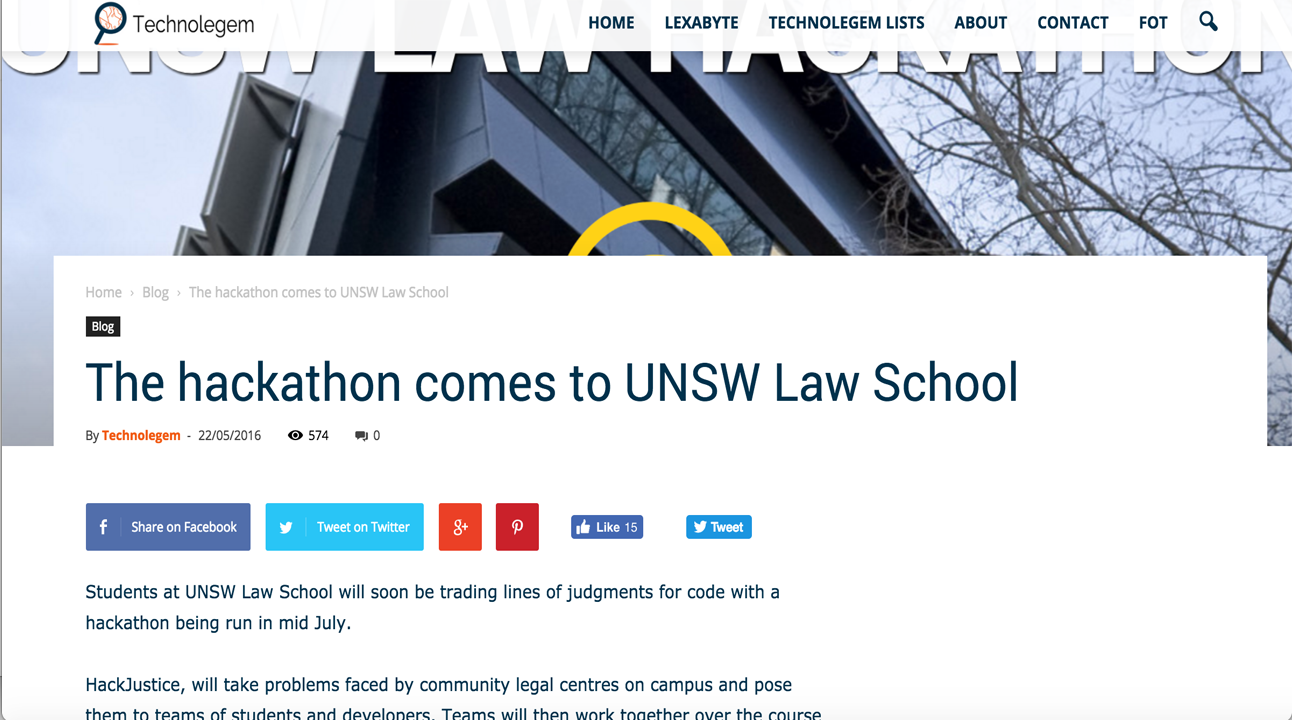 Technolegem
HOME LEXABYTE TECHNOLEGEM LISTS ABOUT CONTACT FOT
UNSW LAW HACKATHON
Home › Blog › The hackathon comes to UNSW Law School
Blog
The hackathon comes to UNSW Law School
By Technolegem - 22/05/2016 574 0
f Share on Facebook Tweet on Twitter g+ Like 15 Tweet
Students at UNSW Law School will soon be trading lines of judgments for code with a
hackathon being run in mid July.
HackJustice, will take problems faced by community legal centres on campus and pose
them to teams of students and developers. Teams will then work together over the course